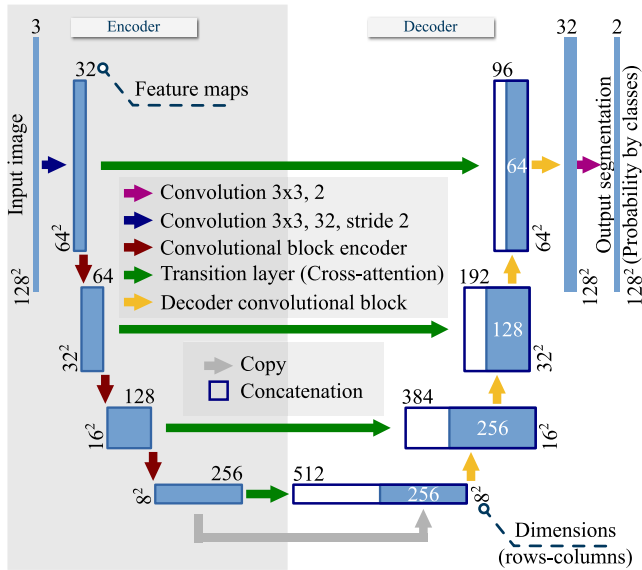 Encoder
Decoder
3
32
96
32
2
Feature maps
Input image
64
Output segmentation
(Probability by classes)
Convolution 3x3, 2
Convolution 3x3, 32, stride 2
Convolutional block encoder
Transition layer (Cross-attention)
Decoder convolutional block
64²
64²
128²
128²
128²
64
192
128
32²
32²
Copy
Concatenation
128
384
256
16²
16²
256
512
256
8²
8²
Dimensions
(rows-columns)